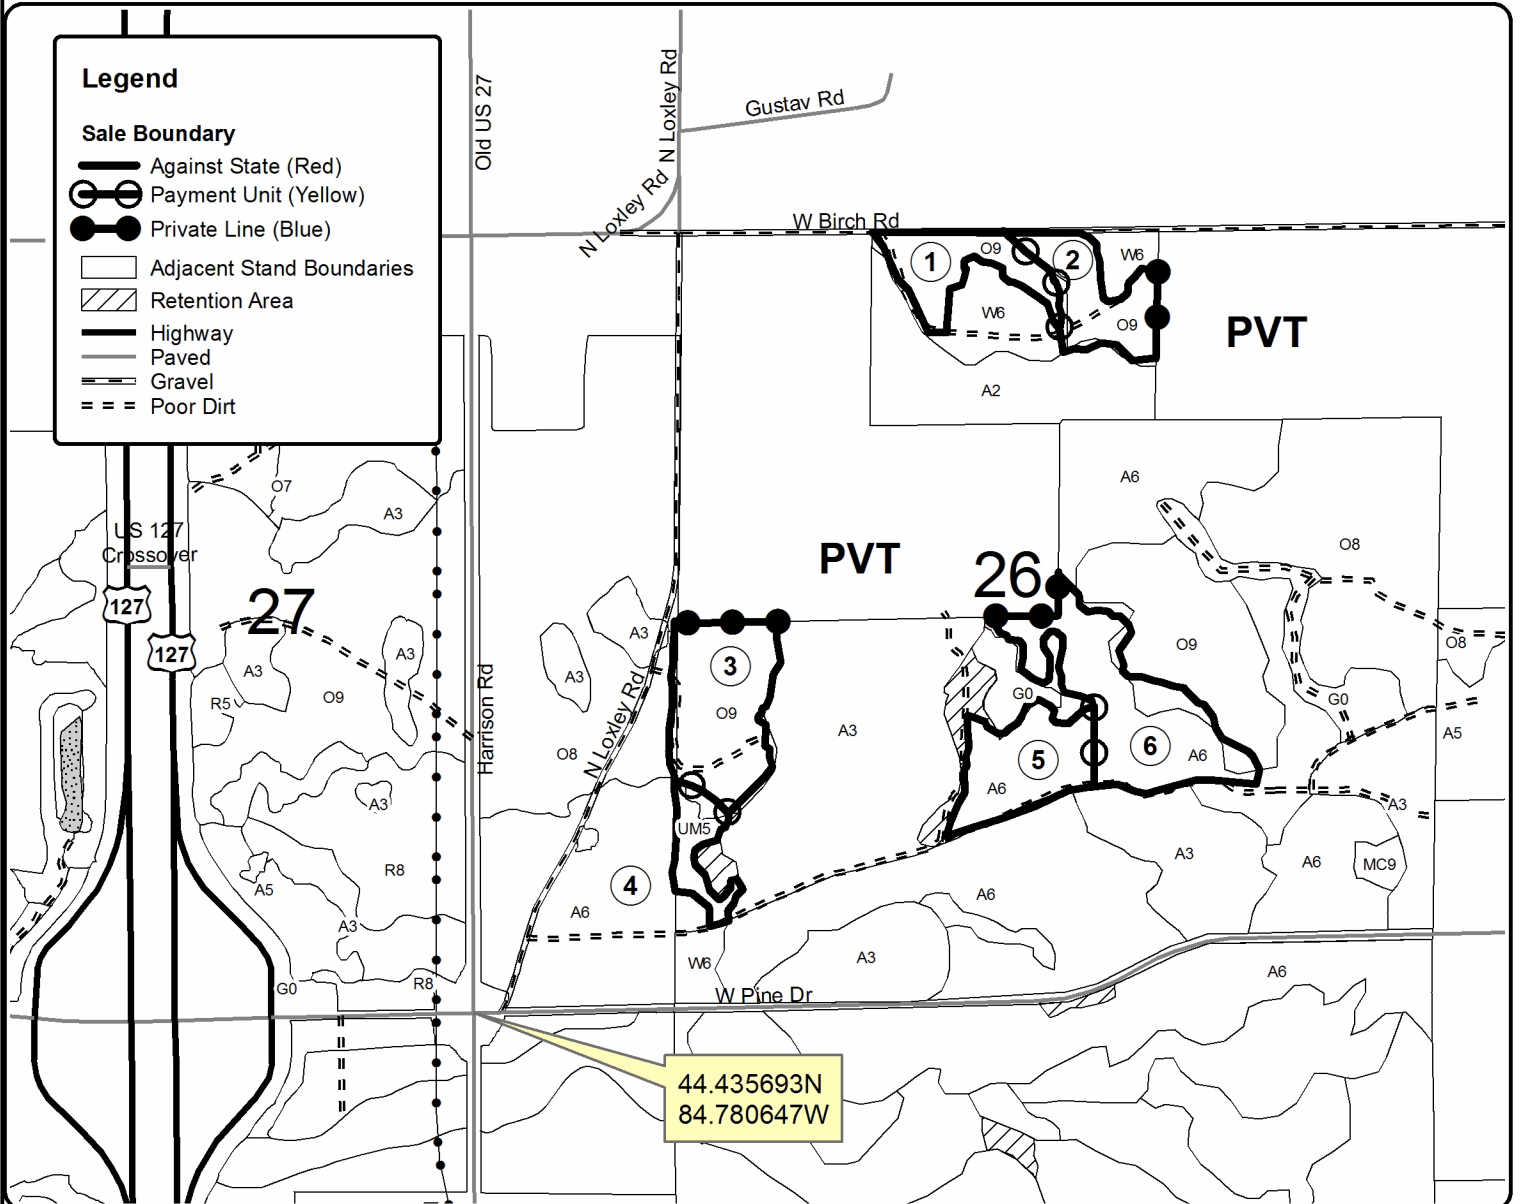 Legend
Sale Boundary
Against State (Red)
Payment Unit (Yellow)
Private Line (Blue)
Adjacent Stand Boundaries
Retention Area
Highway
Paved
Gravel
Poor Dirt
Old US 27
N Loxley Rd
Gustav Rd
N Loxley Rd
W Birch Rd
1
O9
2
W6
W6
O9
PVT
A2
O7
A3
A6
US 127
Crossover
O8
PVT
26
127
27
127
A3
A3
A3
A3
3
O9
O8
R5
O9
Harrison Rd
N Loxley Rd
O9
A3
G0
G0
A5
O8
5
6
A6
A6
A3
A3
UM5
R8
A5
4
A6
A3
A6
MC9
A3
A6
W6
A3
A6
G0
R8
W Pine Dr
44.435693N
84.780647W